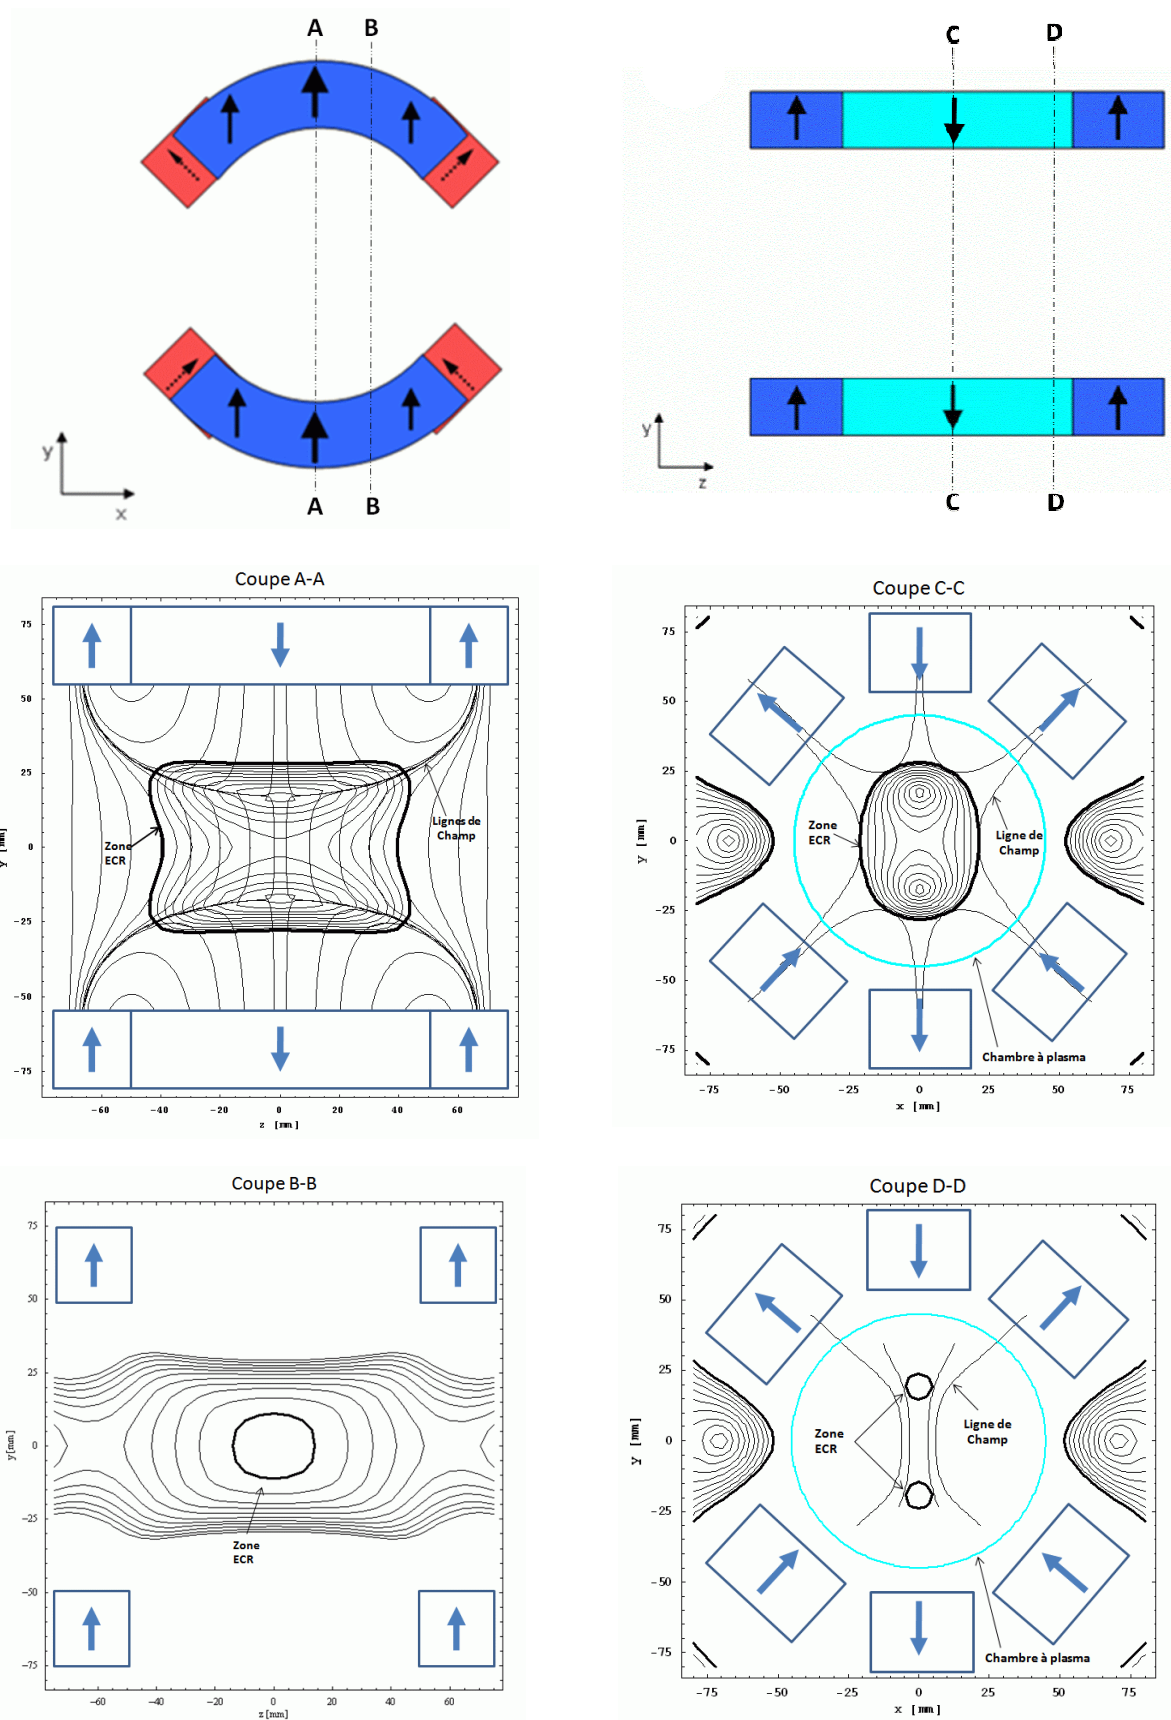 A B
y
x
A B
C D
y
z
C D
Coupe A-A
75
50
25
0
-25
-50
-75
y [mm]
Zone
ECR
Lignes de
Champ
-60 -40 -20 0 20 40 60
z [mm]
Coupe C-C
75
50
25
0
-25
-50
-75
y [mm]
Zone
ECR
Ligne de
Champ
Chambre à plasma
-75 -50 -25 0 25 50 75
x [mm]
Coupe B-B
75
50
25
0
-25
-50
-75
y[mm]
Zone
ECR
-60 -40 -20 0 20 40 60
z[mm]
Coupe D-D
75
50
25
0
-25
-50
-75
y [mm]
Zone
ECR
Ligne de
Champ
Chambre à plasma
-75 -50 -25 0 25 50 75
x [mm]